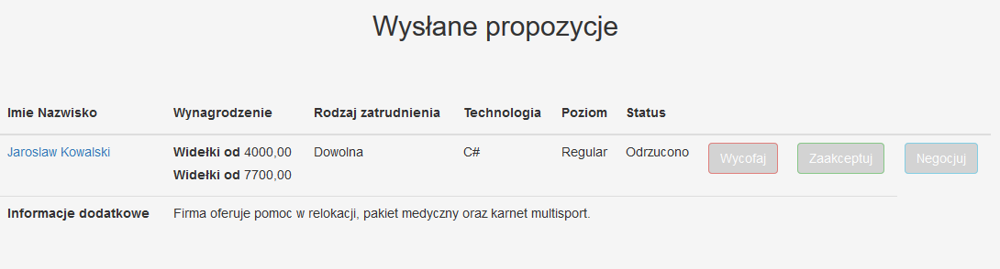 Wysłane propozycje
Imie Nazwisko Wynagrodzenie Rodzaj zatrudnienia Technologia Poziom Status
Jaroslaw Kowalski Widełki od 4000,00 Dowolna C# Regular Odrzucono Wycofaj Zaakceptuj Negocjuj
Widełki od 7700,00
Informacje dodatkowe Firma oferuje pomoc w relokacji, pakiet medyczny oraz karnet multisport.